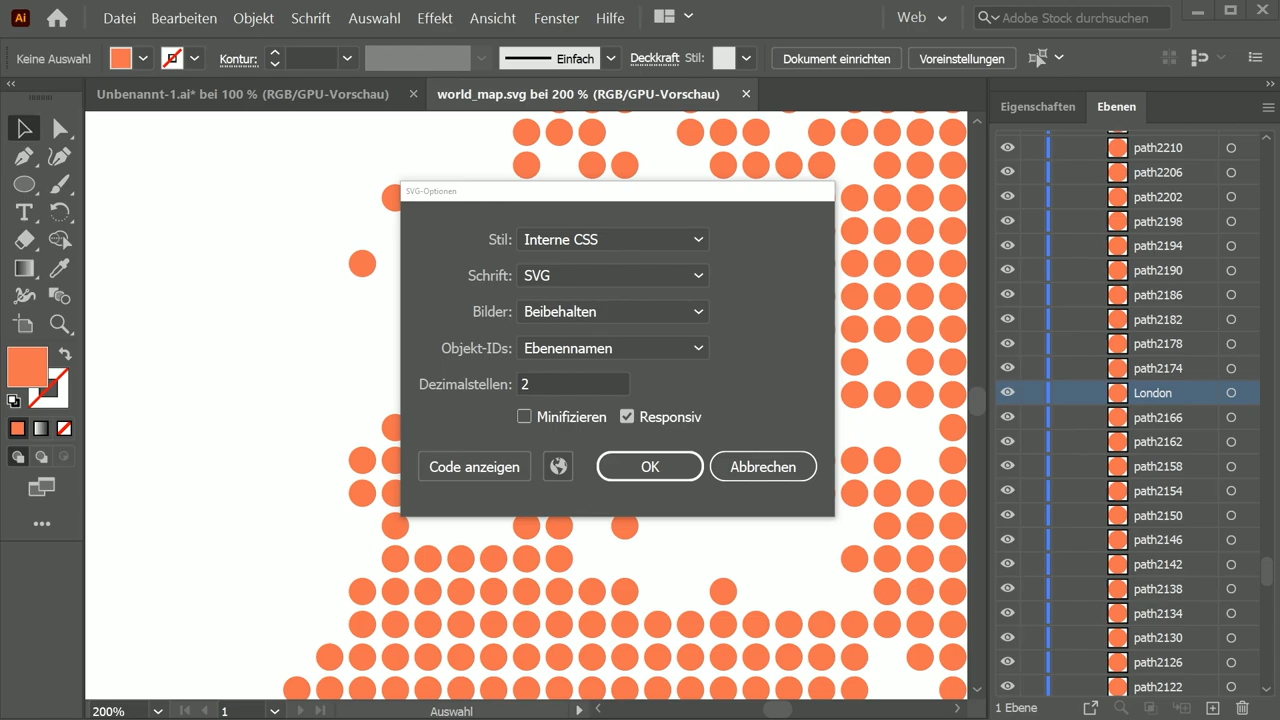 Ai Datei Bearbeiten Objekt Schrift Auswahl Effekt Ansicht Fenster Hilfe Web Adobe Stock durchsuchen
Keine Auswahl Kontur: Einfach Deckkraft Stil: Dokument einrichten Voreinstellungen
Unbenannt-1.ai* bei 100 % (RGB/GPU-Vorschau) world_map.svg bei 200 % (RGB/GPU-Vorschau)
Eigenschaften Ebenen
SVG-Optionen
Stil: Interne CSS
Schrift: SVG
Bilder: Beibehalten
Objekt-IDs: Ebenennamen
Dezimalstellen: 2
Minifizieren Responsiv
Code anzeigen OK Abbrechen
path2210
path2206
path2202
path2198
path2194
path2190
path2186
path2182
path2178
path2174
London
path2166
path2162
path2158
path2154
path2150
path2146
path2142
path2138
path2134
path2130
path2126
path2122
200% 1 Auswahl 1 Ebene